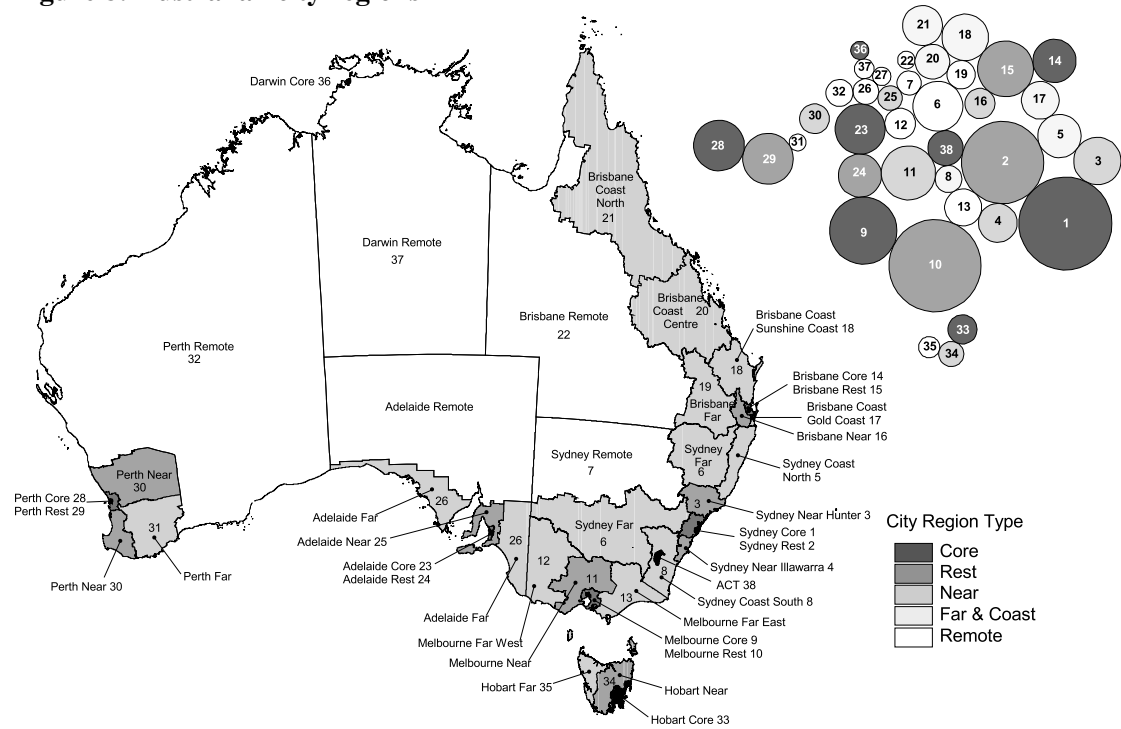 Darwin Core 36
Darwin Remote
37
Perth Remote
32
Adelaide Remote
Brisbane Remote
22
Sydney Remote
7
Brisbane
Coast
North
21
Brisbane
Coast 20
Centre
Brisbane Coast
Sunshine Coast 18
18
19
Brisbane
Far
Brisbane Core 14
Brisbane Rest 15
Brisbane Coast
Gold Coast 17
Brisbane Near 16
Sydney
Far
6
Sydney Coast
North 5
3
Sydney Near Hunter 3
Sydney Core 1
Sydney Rest 2
Sydney Near Illawarra 4
ACT 38
Sydney Coast South 8
8
Sydney Far
6
Melbourne Far East
13
Melbourne Core 9
Melbourne Rest 10
11
12
26
26
Perth Near
30
Perth Core 28
Perth Rest 29
31
Perth Near 30
Perth Far
Adelaide Far
Adelaide Near 25
Adelaide Core 23
Adelaide Rest 24
Adelaide Far
Melbourne Far West
Melbourne Near
Hobart Far 35
34
Hobart Near
Hobart Core 33
21
18
36
37
27
22
20
19
15
14
32
26
25
7
6
16
17
30
23
12
5
28
29
31
38
2
3
24
11
8
13
4
1
9
10
33
35
34
City Region Type
Core
Rest
Near
Far & Coast
Remote